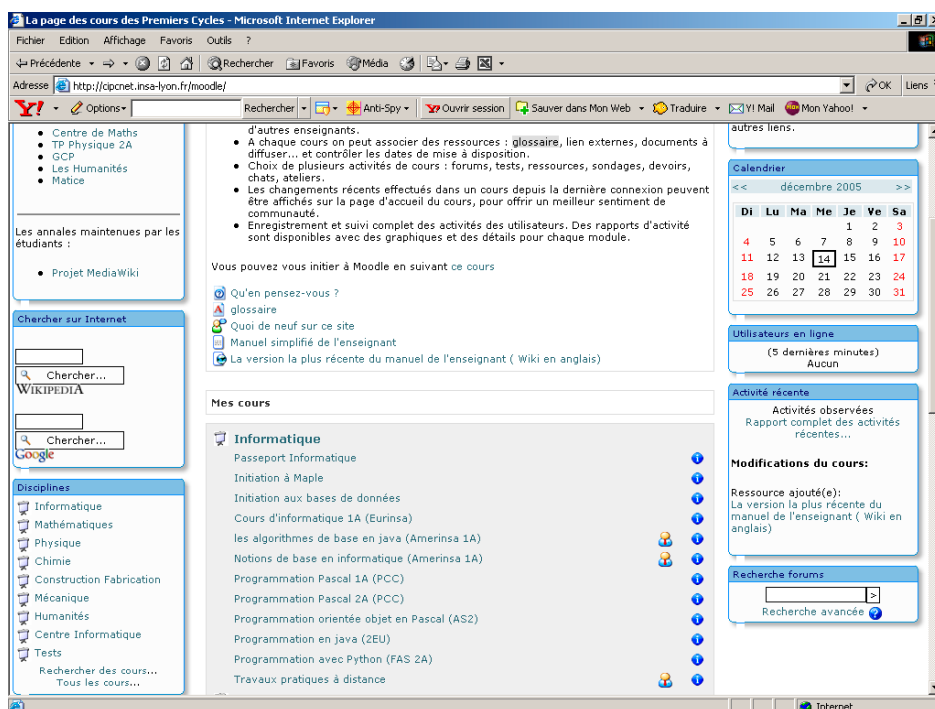 La page des cours des Premiers Cycles - Microsoft Internet Explorer
Fichier Edition Affichage Favoris Outils ?
Précédente Rechercher Favoris Média
Adresse http://cipcnet.insa-lyon.fr/moodle/ OK Liens
Y! Options Rechercher Anti-Spy Ouvrir session Sauver dans Mon Web Traduire Y! Mail Mon Yahoo!
Centre de Maths
TP Physique 2A
GCP
Les Humanités
Matice
Les annales maintenues par les
étudiants :
Projet MediaWiki
Chercher sur Internet
Chercher...
WIKIPEDIA
Chercher...
Google
Disciplines
Informatique
Mathématiques
Physique
Chimie
Construction Fabrication
Mécanique
Humanités
Centre Informatique
Tests
Rechercher des cours...
Tous les cours...
d'autres enseignants.
A chaque cours on peut associer des ressources : glossaire, lien externes, documents à
diffuser... et contrôler les dates de mise à disposition.
Choix de plusieurs activités de cours : forums, tests, ressources, sondages, devoirs,
chats, ateliers.
Les changements récents effectués dans un cours depuis la dernière connexion peuvent
être affichés sur la page d'accueil du cours, pour offrir un meilleur sentiment de
communauté.
Enregistrement et suivi complet des activités des utilisateurs. Des rapports d'activité
sont disponibles avec des graphiques et des détails pour chaque module.
Vous pouvez vous initier à Moodle en suivant ce cours
Qu'en pensez-vous ?
glossaire
Quoi de neuf sur ce site
Manuel simplifié de l'enseignant
La version la plus récente du manuel de l'enseignant ( Wiki en anglais)
Mes cours
Informatique
Passeport Informatique
Initiation à Maple
Initiation aux bases de données
Cours d'informatique 1A (Eurinsa)
les algorithmes de base en java (Amerinsa 1A)
Notions de base en informatique (Amerinsa 1A)
Programmation Pascal 1A (PCC)
Programmation Pascal 2A (PCC)
Programmation orientée objet en Pascal (AS2)
Programmation en java (2EU)
Programmation avec Python (FAS 2A)
Travaux pratiques à distance
autres liens.
Calendrier
<< décembre 2005 >>
Di Lu Ma Me Je Ve Sa
1 2 3
4 5 6 7 8 9 10
11 12 13 14 15 16 17
18 19 20 21 22 23 24
25 26 27 28 29 30 31
Utilisateurs en ligne
(5 dernières minutes)
Aucun
Activité récente
Activités observées
Rapport complet des activités
récentes...
Modifications du cours:
Ressource ajouté(e):
La version la plus récente du
manuel de l'enseignant ( Wiki en
anglais)
Recherche forums
>
Recherche avancée ?
Internet